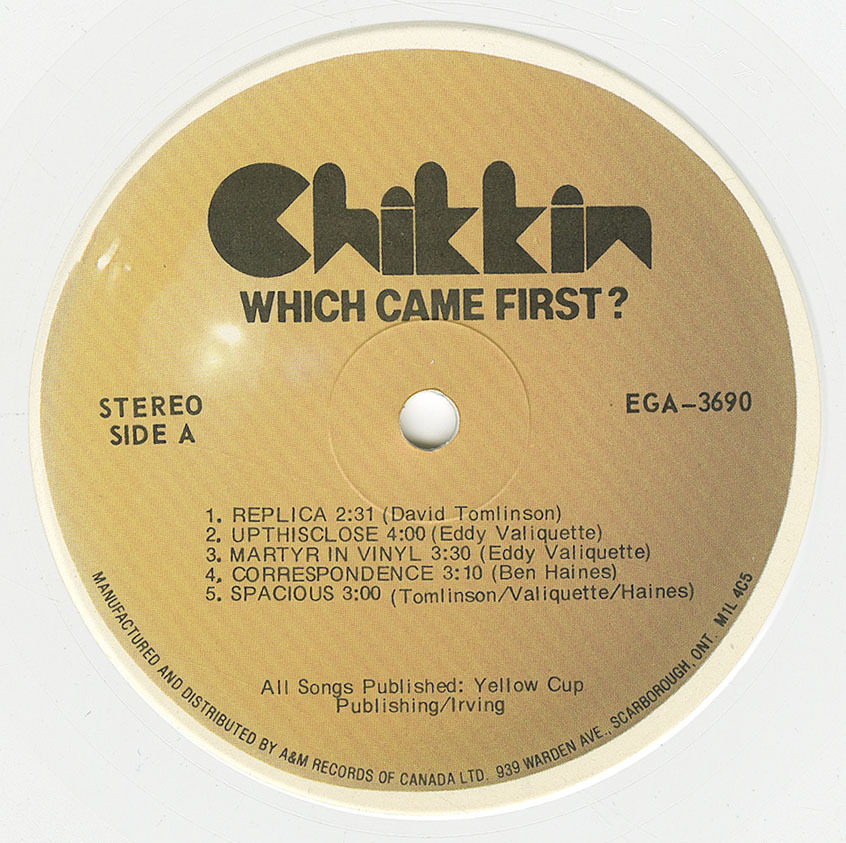 Chikkin
WHICH CAME FIRST?
STEREO
SIDE A
EGA-3690
1. REPLICA 2:31 (David Tomlinson)
2. UPTHISCLOSE 4:00 (Eddy Valiquette)
3. MARTYR IN VINYL 3:30 (Eddy Valiquette)
4. CORRESPONDENCE 3:10 (Ben Haines)
5. SPACIOUS 3:00 (Tomlinson/Valiquette/Haines)
All Songs Published: Yellow Cup
Publishing/Irving
MANUFACTURED AND DISTRIBUTED BY A&M RECORDS OF CANADA LTD. 939 WARDEN AVE., SCARBOROUGH, ONT. M1L 4C5